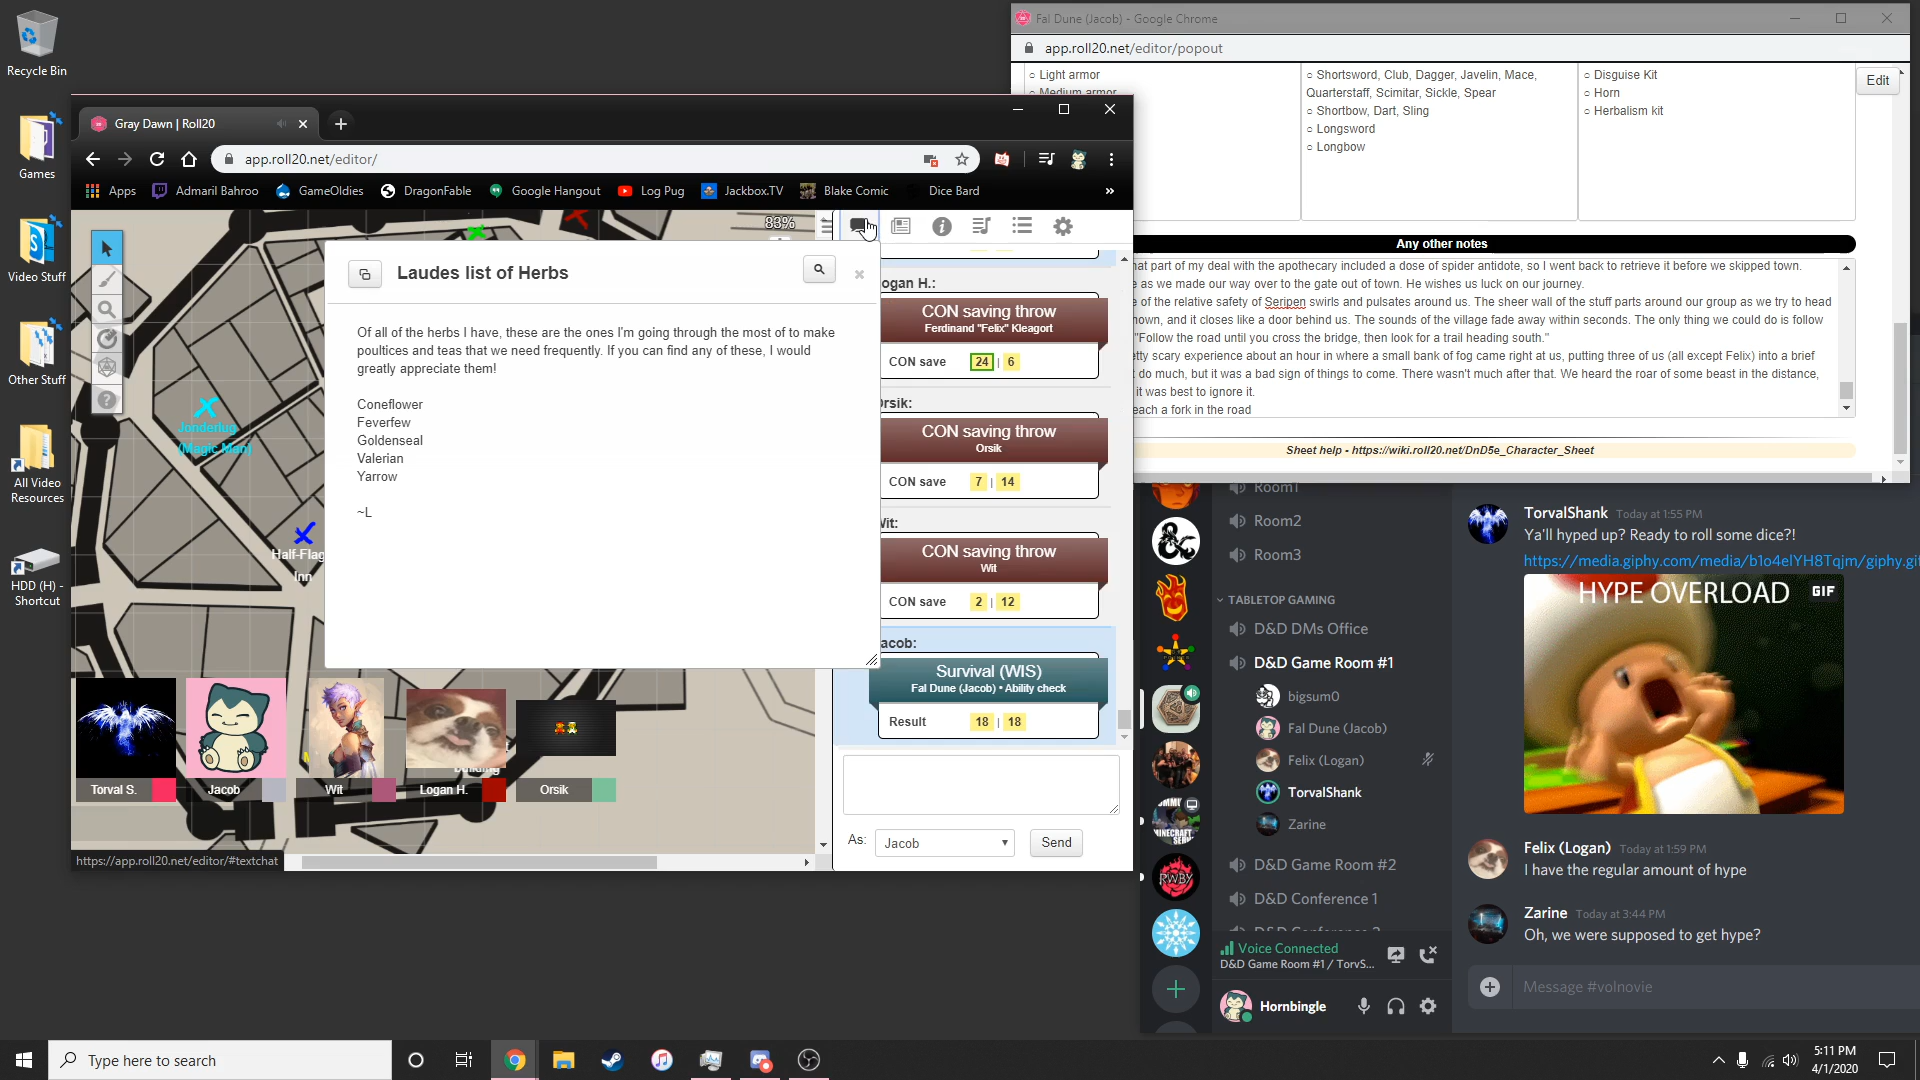 Recycle Bin
Games
Video Stuff
Other Stuff
All Video
Resources
HDD (H) -
Shortcut
Gray Dawn | Roll20
app.roll20.net/editor/
Apps
Admaril Bahroo
GameOldies
DragonFable
Google Hangout
Log Pug
Jackbox.TV
Blake Comic
Dice Bard
»
83%
Jonderlug
(Magic Man)
Half-Flag
Inn
Laudes list of Herbs
Of all of the herbs I have, these are the ones I'm going through the most of to make
poultices and teas that we need frequently. If you can find any of these, I would
greatly appreciate them!
Coneflower
Feverfew
Goldenseal
Valerian
Yarrow
~L
building
Torval S.
Jacob
Wit
Logan H.
Orsik
https://app.roll20.net/editor/#textchat
ogan H.:
CON saving throw
Ferdinand "Felix" Kleagort
CON save 24 | 6
Orsik:
CON saving throw
Orsik
CON save 7 | 14
Wit:
CON saving throw
Wit
CON save 2 | 12
acob:
Survival (WIS)
Fal Dune (Jacob) • Ability check
Result 18 | 18
As: Jacob
Send
Fal Dune (Jacob) - Google Chrome
app.roll20.net/editor/popout
○ Light armor
○ Medium armor
○ Shortsword, Club, Dagger, Javelin, Mace,
Quarterstaff, Scimitar, Sickle, Spear
○ Shortbow, Dart, Sling
○ Longsword
○ Longbow
○ Disguise Kit
○ Horn
○ Herbalism kit
Edit
Any other notes
hat part of my deal with the apothecary included a dose of spider antidote, so I went back to retrieve it before we skipped town.
e as we made our way over to the gate out of town. He wishes us luck on our journey.
e of the relative safety of Seripen swirls and pulsates around us. The sheer wall of the stuff parts around our group as we try to head
nown, and it closes like a door behind us. The sounds of the village fade away within seconds. The only thing we could do is follow
"Follow the road until you cross the bridge, then look for a trail heading south."
etty scary experience about an hour in where a small bank of fog came right at us, putting three of us (all except Felix) into a brief
t do much, but it was a bad sign of things to come. There wasn't much after that. We heard the roar of some beast in the distance,
it was best to ignore it.
each a fork in the road
Sheet help - https://wiki.roll20.net/DnD5e_Character_Sheet
Room1
Room2
Room3
TABLETOP GAMING
D&D DMs Office
D&D Game Room #1
bigsum0
Fal Dune (Jacob)
Felix (Logan)
TorvalShank
Zarine
D&D Game Room #2
D&D Conference 1
D&D Conference 2
Voice Connected
D&D Game Room #1 / TorvS...
Hornbingle
RWBY
MINECRAFT
TorvalShank Today at 1:55 PM
Ya'll hyped up? Ready to roll some dice?!
https://media.giphy.com/media/b1o4elYH8Tqjm/giphy.gif
HYPE OVERLOAD
GIF
Felix (Logan) Today at 1:59 PM
I have the regular amount of hype
Zarine Today at 3:44 PM
Oh, we were supposed to get hype?
Message #volnovie
Type here to search
5:11 PM
4/1/2020